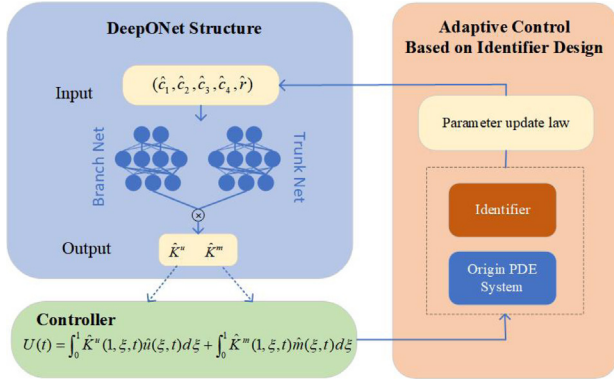 DeepONet Structure
Input
(ĉ₁, ĉ₂, ĉ₃, ĉ₄, r̂)
Branch Net
Trunk Net
⊗
Output
K̂ᵘ K̂ᵐ
Controller
U(t) = ∫₀¹ K̂ᵘ(1,ξ,t)û(ξ,t)dξ + ∫₀¹ K̂ᵐ(1,ξ,t)m̂(ξ,t)dξ
Adaptive Control
Based on Identifier Design
Parameter update law
Identifier
Origin PDE
System